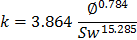 k = 3.864 Ø^0.784 / Sw^15.285